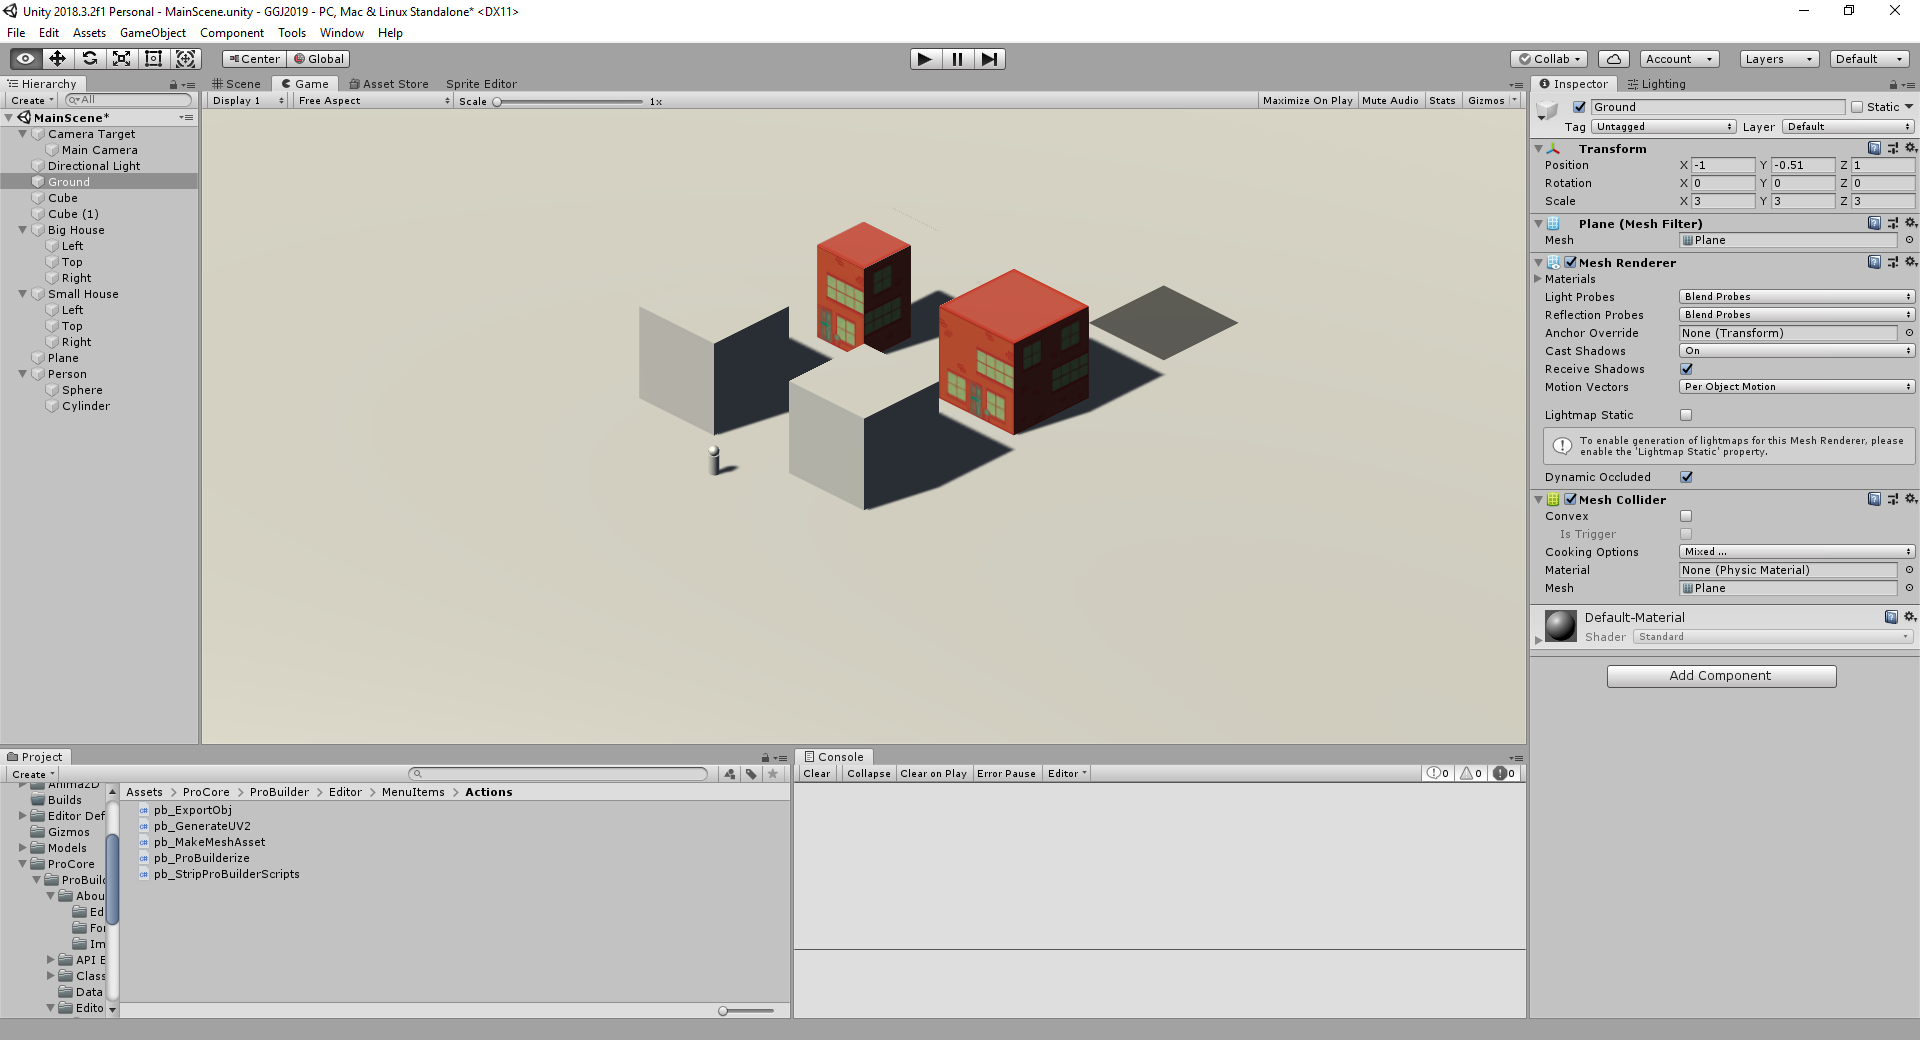 Unity 2018.3.2f1 Personal - MainScene.unity - GGJ2019 - PC, Mac & Linux Standalone* <DX11>
File Edit Assets GameObject Component Tools Window Help
Center Global Collab Account Layers Default
Hierarchy
Create All
MainScene*
Camera Target
Main Camera
Directional Light
Ground
Cube
Cube (1)
Big House
Left
Top
Right
Small House
Left
Top
Right
Plane
Person
Sphere
Cylinder
Scene Game Asset Store Sprite Editor
Display 1 Free Aspect Scale 1x Maximize On Play Mute Audio Stats Gizmos
Inspector Lighting
Ground Static
Tag Untagged Layer Default
Transform
Position X -1 Y -0.51 Z 1
Rotation X 0 Y 0 Z 0
Scale X 3 Y 3 Z 3
Plane (Mesh Filter)
Mesh Plane
Mesh Renderer
Materials
Light Probes Blend Probes
Reflection Probes Blend Probes
Anchor Override None (Transform)
Cast Shadows On
Receive Shadows
Motion Vectors Per Object Motion
Lightmap Static
To enable generation of lightmaps for this Mesh Renderer, please
enable the 'Lightmap Static' property.
Dynamic Occluded
Mesh Collider
Convex
Is Trigger
Cooking Options Mixed ...
Material None (Physic Material)
Mesh Plane
Default-Material
Shader Standard
Add Component
Project
Create
Anima2D
Builds
Editor Def
Gizmos
Models
ProCore
ProBuild
Abou
Ed
For
Im
API E
Class
Data
Edito
Assets > ProCore > ProBuilder > Editor > MenuItems > Actions
pb_ExportObj
pb_GenerateUV2
pb_MakeMeshAsset
pb_ProBuilderize
pb_StripProBuilderScripts
Console
Clear Collapse Clear on Play Error Pause Editor 0 0 0